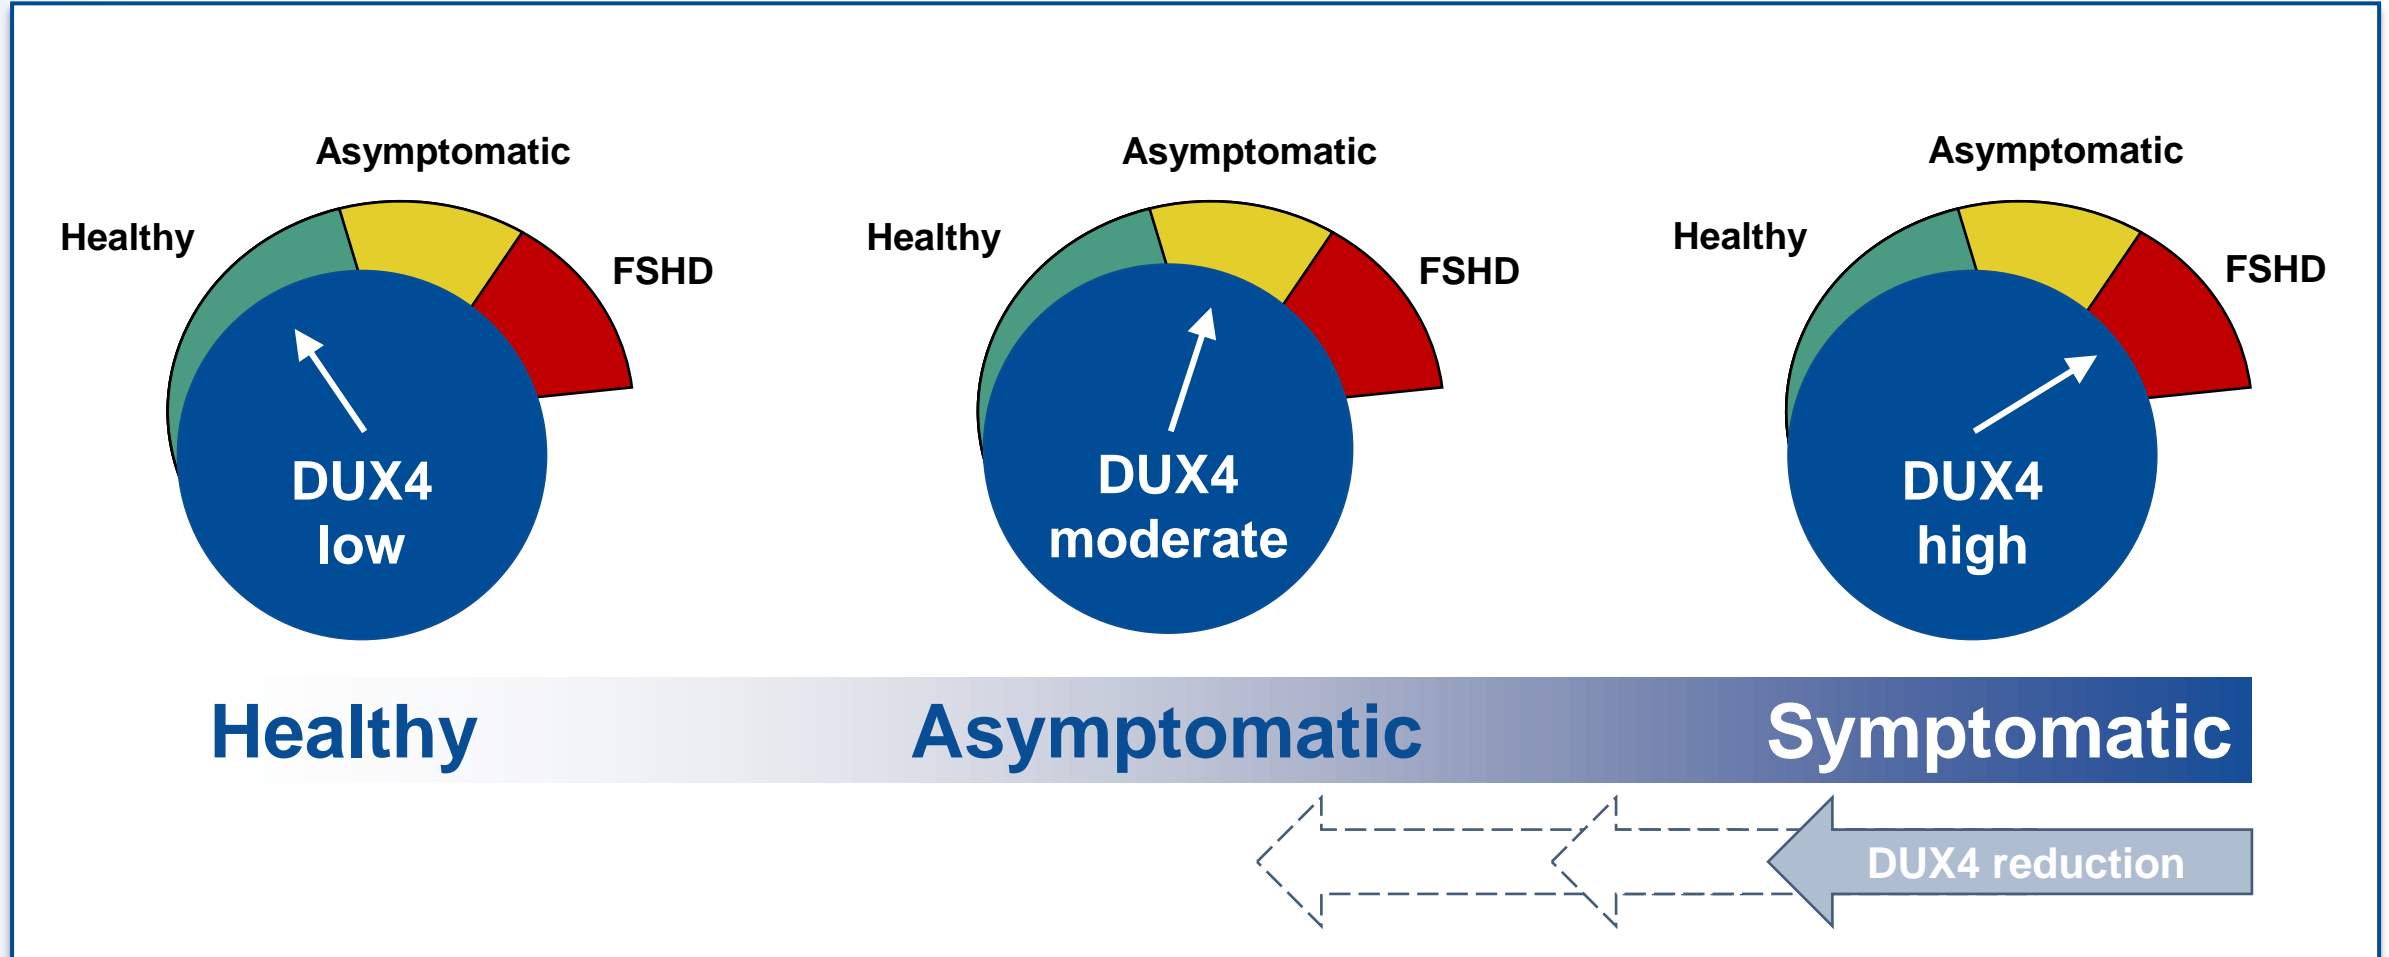 Asymptomatic
Healthy
FSHD
DUX4
low
Asymptomatic
Healthy
FSHD
DUX4
moderate
Asymptomatic
Healthy
FSHD
DUX4
high
Healthy
Asymptomatic
Symptomatic
DUX4 reduction